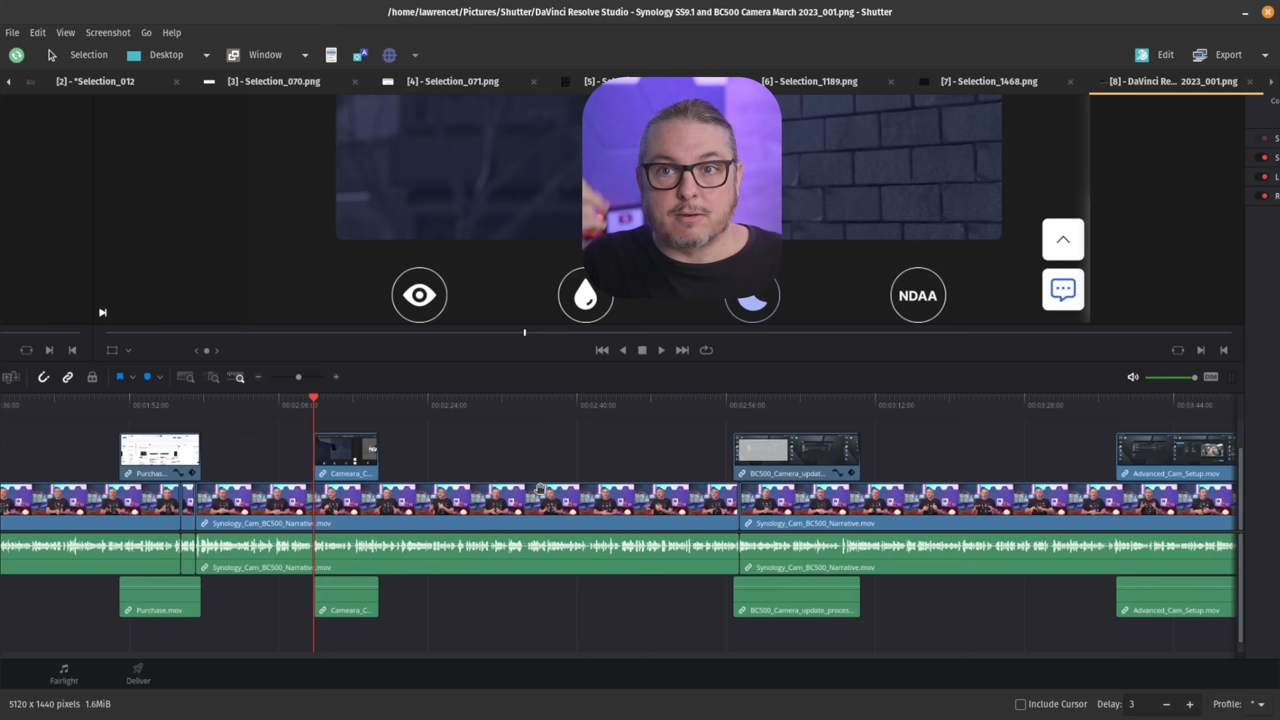 /home/lawrencet/Pictures/Shutter/DaVinci Resolve Studio - Synology SS9.1 and BC500 Camera March 2023_001.png - Shutter
File Edit View Screenshot Go Help
Selection Desktop Window Edit Export
[2] - *Selection_012 [3] - Selection_070.png [4] - Selection_071.png [5] - [6] - Selection_1189.png [7] - Selection_1468.png [8] - DaVinci Re... 2023_001.png
NDAA
DIM
:36:00 00:01:52:00 00:02:08 00:02:24:00 00:02:40:00 00:02:56:00 00:03:12:00 00:03:28:00 00:03:44:00
Purchas... Cameara_C... BC500_Camera_updat... Advanced_Cam_Setup.mov
Synology_Cam_BC500_Narrative.mov Synology_Cam_BC500_Narrative.mov
Synology_Cam_BC500_Narrative.mov Synology_Cam_BC500_Narrative.mov
Purchase.mov Cameara_C... BC500_Camera_update_proces... Advanced_Cam_Setup.mov
Fairlight Deliver
5120 x 1440 pixels 1.6MiB Include Cursor Delay: 3 Profile: